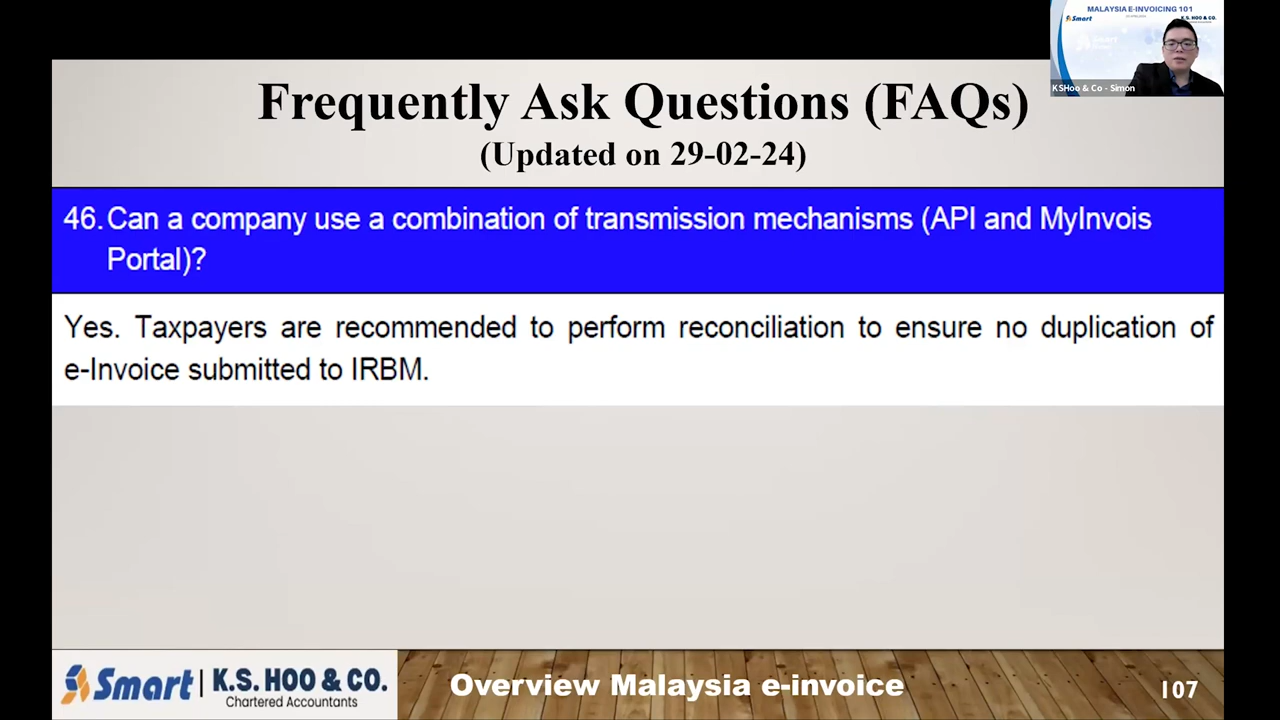 MALAYSIA E-INVOICING 101
Smart
K.S. HOO & CO.
KSHoo & Co - Simon
Frequently Ask Questions (FAQs)
(Updated on 29-02-24)
46. Can a company use a combination of transmission mechanisms (API and MyInvois
Portal)?
Yes. Taxpayers are recommended to perform reconciliation to ensure no duplication of
e-Invoice submitted to IRBM.
Smart | K.S. HOO & CO.
Chartered Accountants
Overview Malaysia e-invoice
107